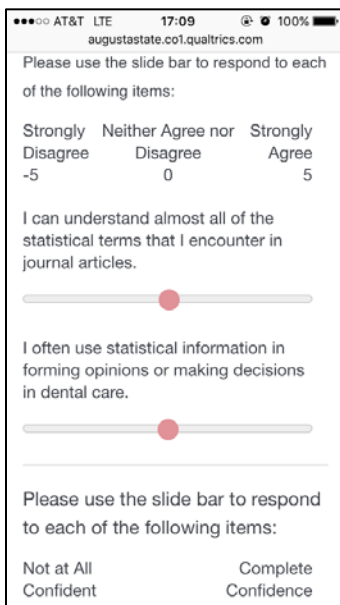 ●●●○○ AT&T LTE 17:09 100%
augustastate.co1.qualtrics.com
Please use the slide bar to respond to each
of the following items:
Strongly Neither Agree nor Strongly
Disagree Disagree Agree
-5 0 5
I can understand almost all of the
statistical terms that I encounter in
journal articles.
I often use statistical information in
forming opinions or making decisions
in dental care.
Please use the slide bar to respond
to each of the following items:
Not at All Complete
Confident Confidence